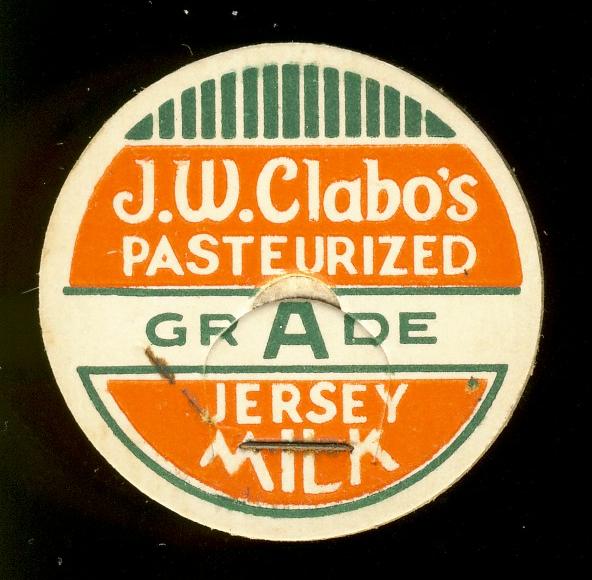 J.W. Clabo's
PASTEURIZED
GRADE
JERSEY
MILK